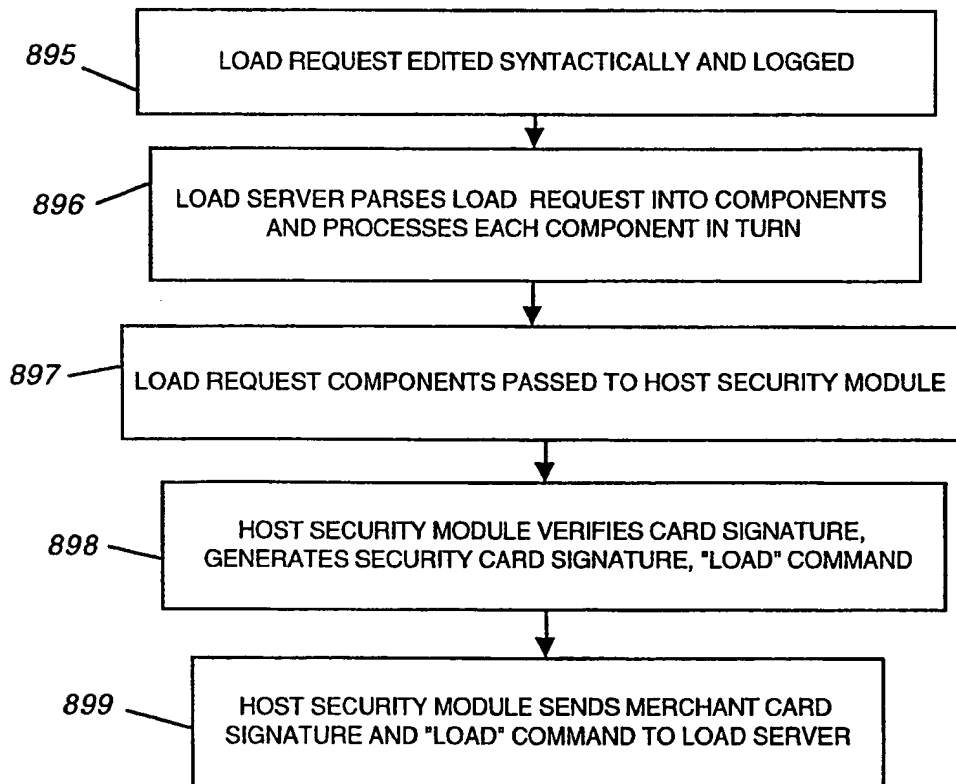 895
LOAD REQUEST EDITED SYNTACTICALLY AND LOGGED
896
LOAD SERVER PARSES LOAD REQUEST INTO COMPONENTS
AND PROCESSES EACH COMPONENT IN TURN
897
LOAD REQUEST COMPONENTS PASSED TO HOST SECURITY MODULE
898
HOST SECURITY MODULE VERIFIES CARD SIGNATURE,
GENERATES SECURITY CARD SIGNATURE, "LOAD" COMMAND
899
HOST SECURITY MODULE SENDS MERCHANT CARD
SIGNATURE AND "LOAD" COMMAND TO LOAD SERVER